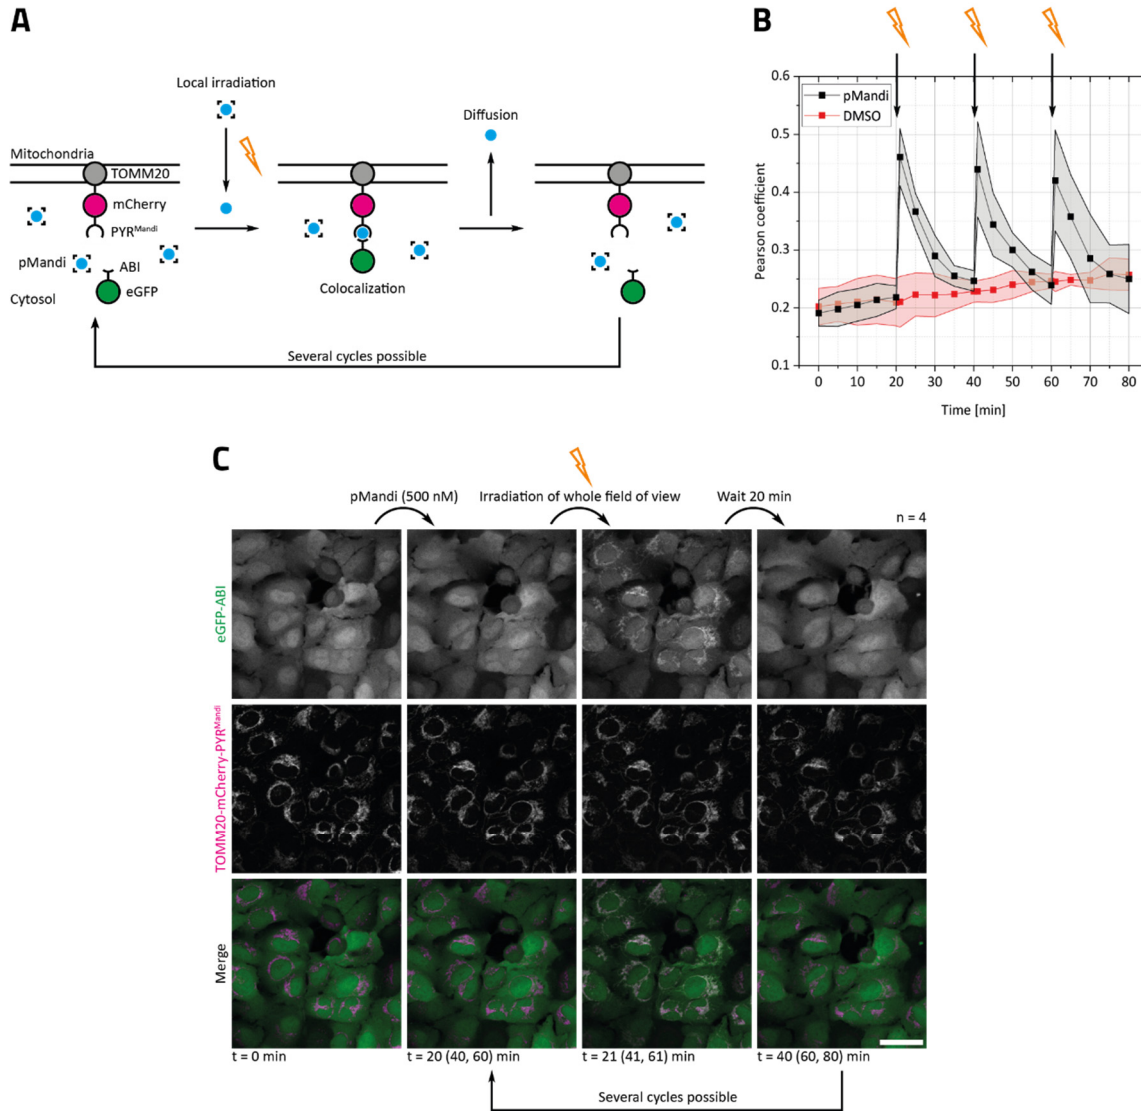 A
Local irradiation
Diffusion
Mitochondria
TOMM20
mCherry
PYRᴹᵃⁿᵈⁱ
pMandi
ABI
eGFP
Cytosol
Colocalization
Several cycles possible
B
0.6
0.5
0.4
0.3
0.2
0.1
Pearson coefficient
pMandi
DMSO
0 10 20 30 40 50 60 70 80
Time [min]
C
pMandi (500 nM) Irradiation of whole field of view Wait 20 min
n = 4
eGFP-ABI
TOMM20-mCherry-PYRᴹᵃⁿᵈⁱ
Merge
t = 0 min t = 20 (40, 60) min t = 21 (41, 61) min t = 40 (60, 80) min
Several cycles possible